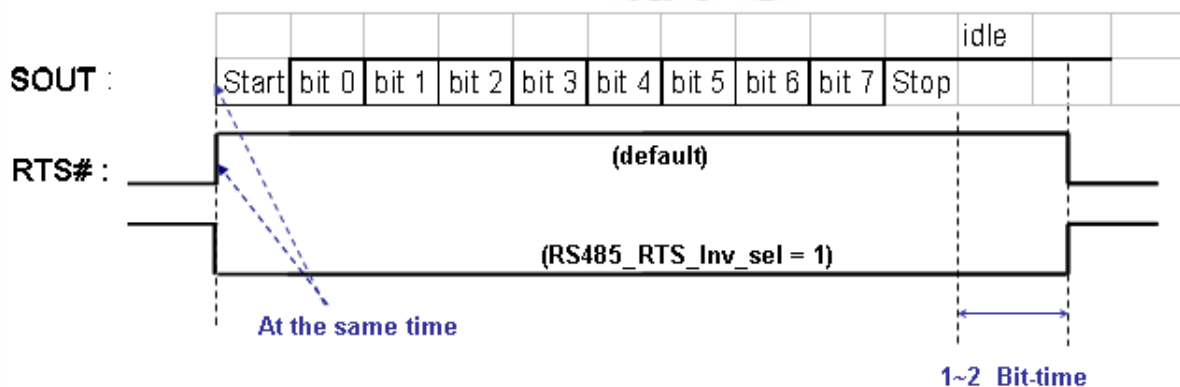 idle
SOUT : Start bit 0 bit 1 bit 2 bit 3 bit 4 bit 5 bit 6 bit 7 Stop
RTS# : (default)
(RS485_RTS_Inv_sel = 1)
At the same time
1~2 Bit-time